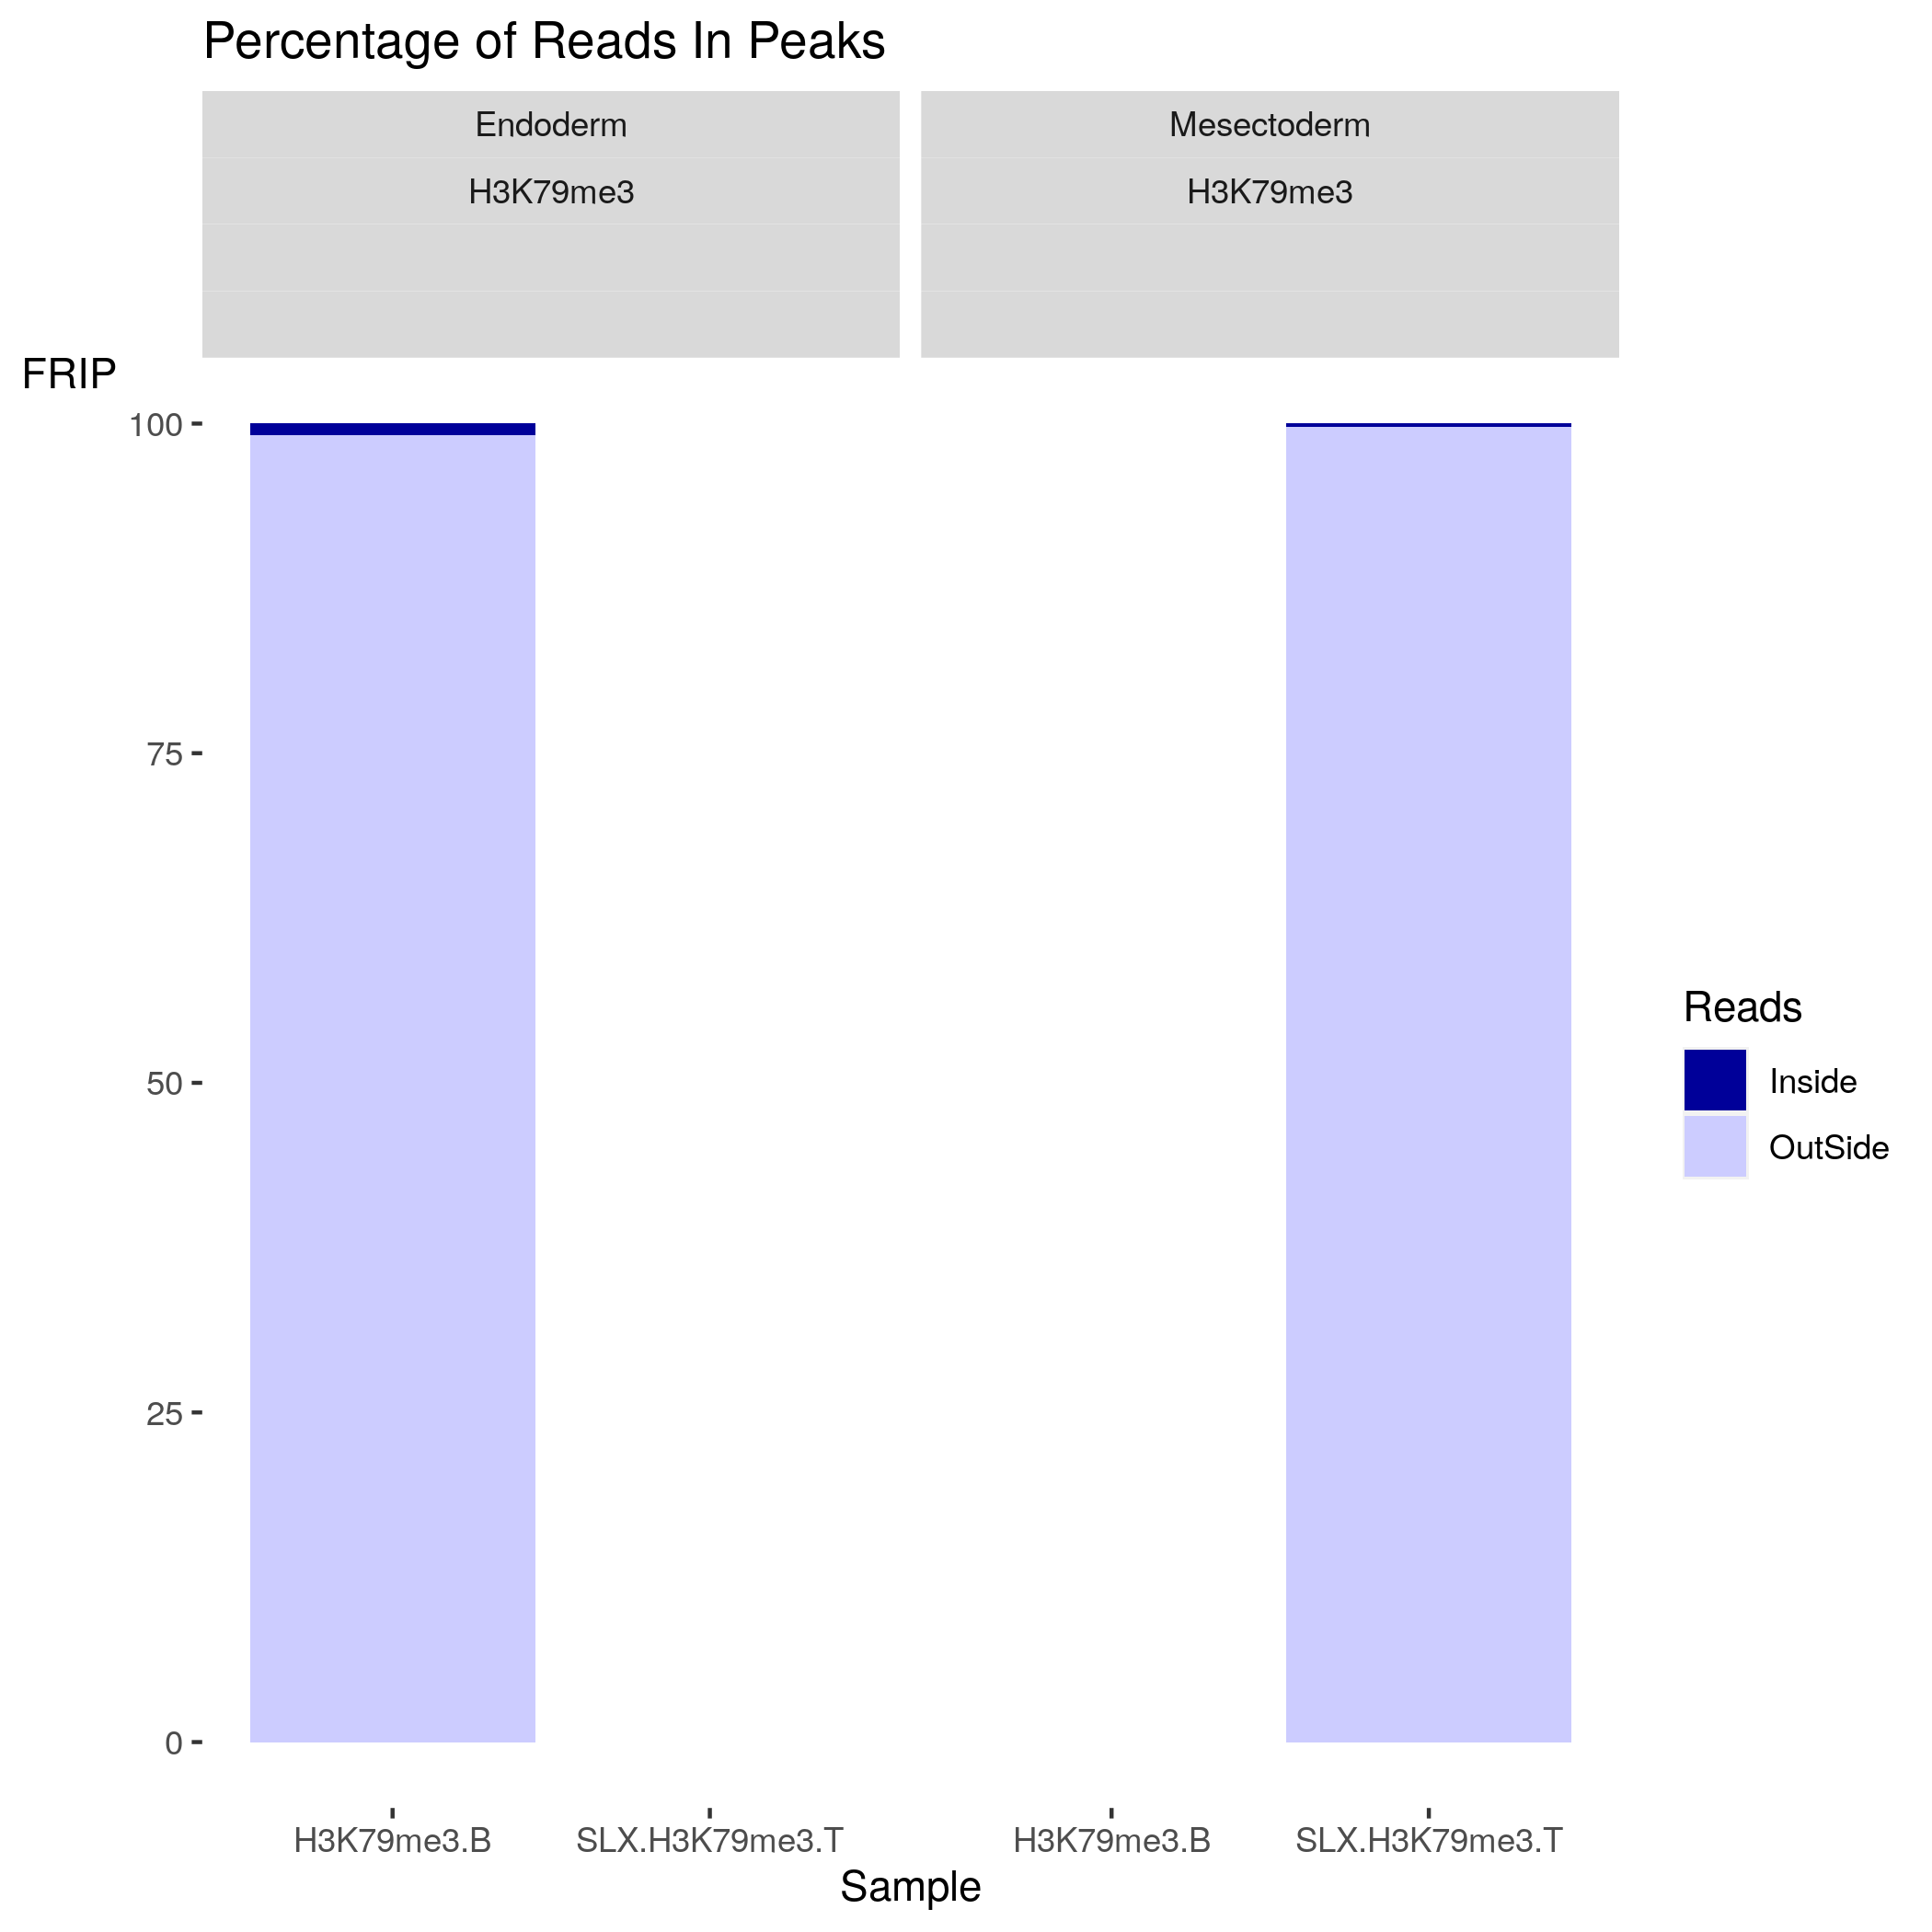 Percentage of Reads In Peaks
Endoderm
Mesectoderm
H3K79me3
H3K79me3
FRIP
100
75
50
25
0
H3K79me3.B
SLX.H3K79me3.T
H3K79me3.B
SLX.H3K79me3.T
Sample
Reads
Inside
OutSide